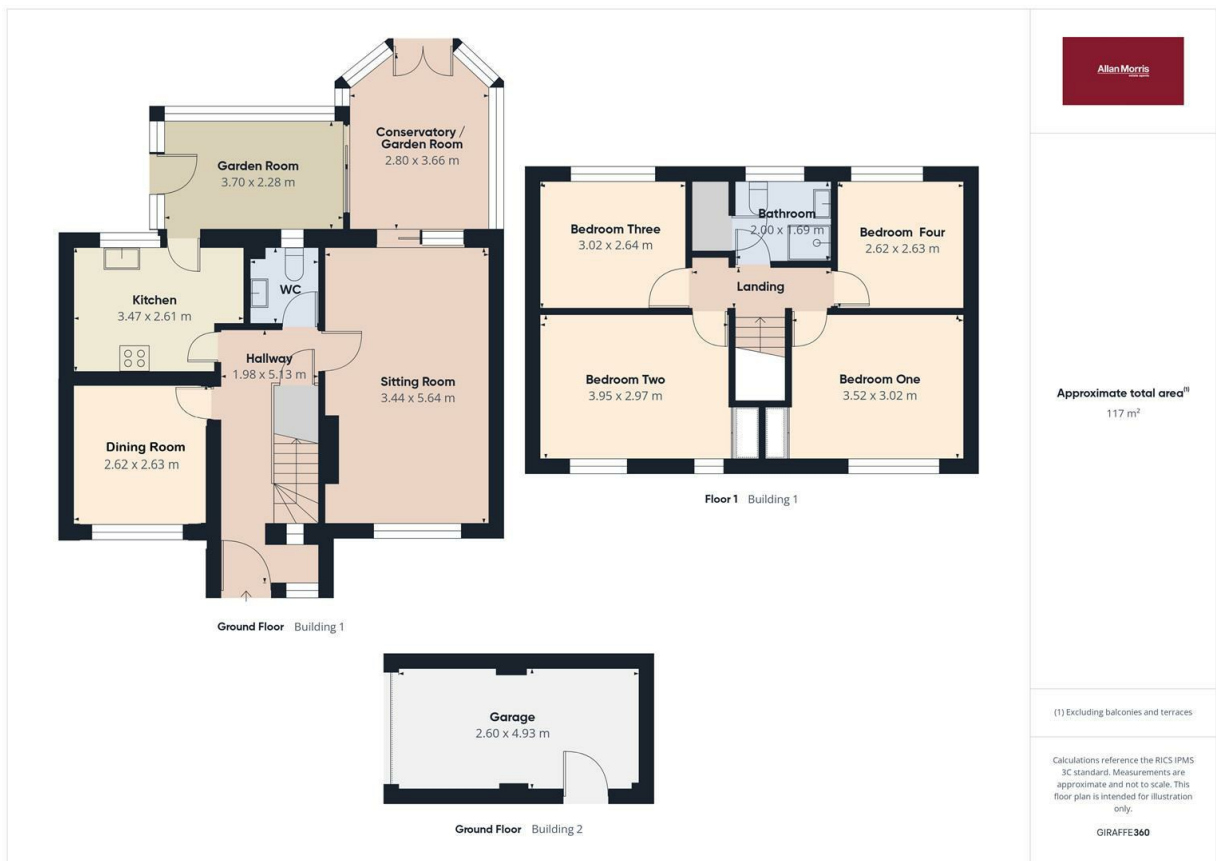 Conservatory /
Garden Room
2.80 x 3.66 m
Garden Room
3.70 x 2.28 m
Kitchen
3.47 x 2.61 m
WC
Hallway
1.98 x 5.13 m
Sitting Room
3.44 x 5.64 m
Dining Room
2.62 x 2.63 m
Ground Floor Building 1
Bedroom Three
3.02 x 2.64 m
Bathroom
2.00 x 1.69 m
Bedroom Four
2.62 x 2.63 m
Landing
Bedroom Two
3.95 x 2.97 m
Bedroom One
3.52 x 3.02 m
Floor 1 Building 1
Garage
2.60 x 4.93 m
Ground Floor Building 2
Allan Morris
Approximate total area(1)
117 m²
(1) Excluding balconies and terraces
Calculations reference the RICS IPMS
3C standard. Measurements are
approximate and not to scale. This
floor plan is intended for illustration
only.
GIRAFFE360